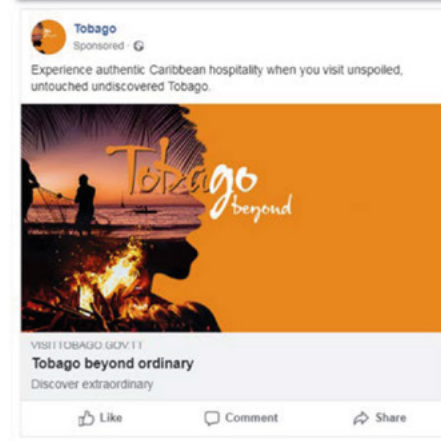 Tobago
Sponsored ·
Experience authentic Caribbean hospitality when you visit unspoiled,
untouched undiscovered Tobago.
Tobago
beyond
VISITTOBAGO.GOV.TT
Tobago beyond ordinary
Discover extraordinary
Like Comment Share